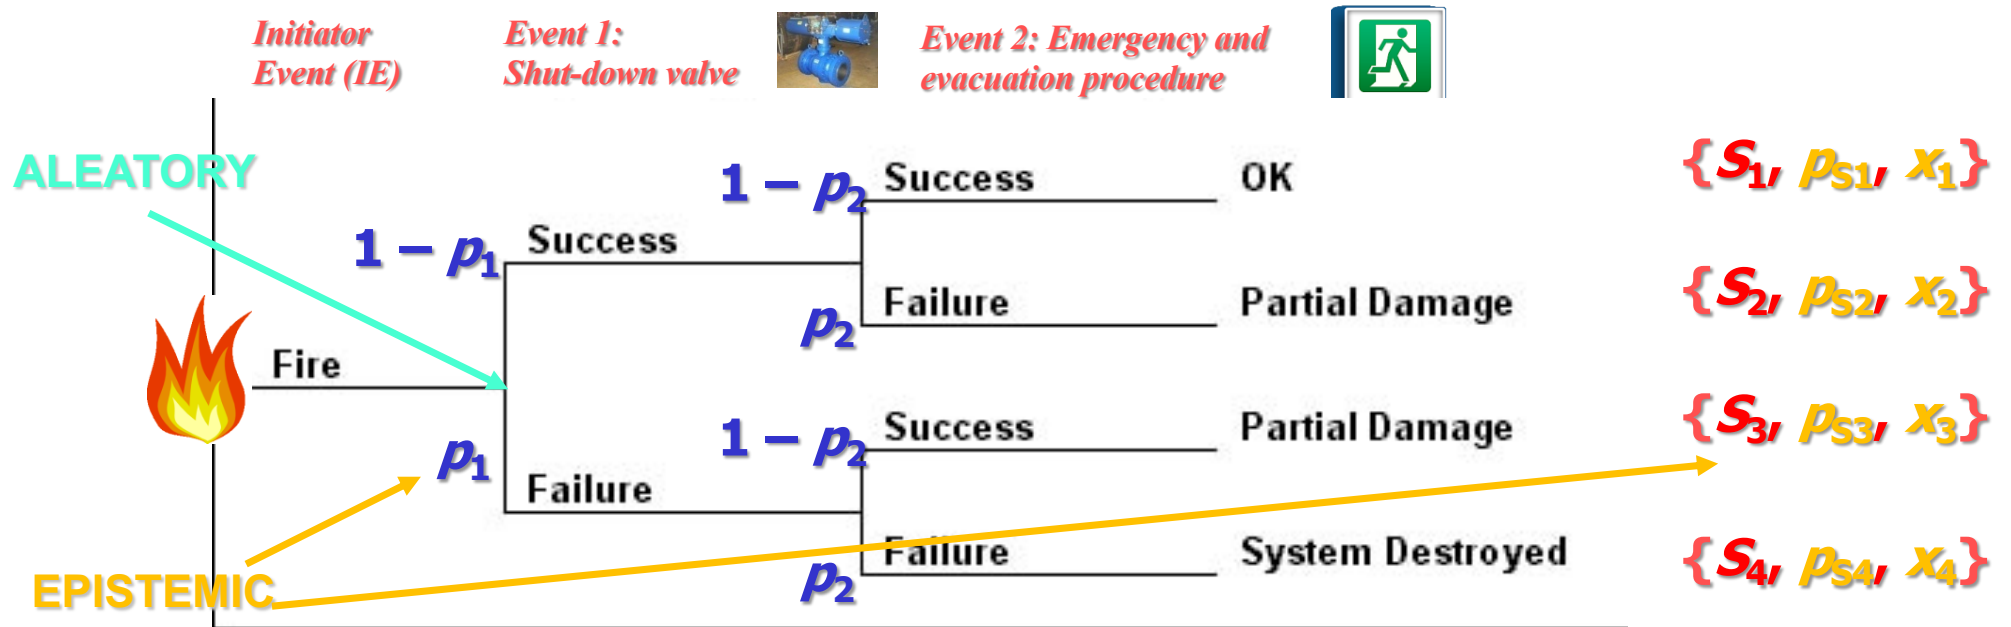 Initiator
Event (IE)
Event 1:
Shut-down valve
Event 2: Emergency and
evacuation procedure
ALEATORY
1 – p₂ Success OK {S₁, pS1, x₁}
1 – p₁ Success
p₂ Failure Partial Damage {S₂, pS2, x₂}
Fire
1 – p₂ Success Partial Damage {S₃, pS3, x₃}
p₁ Failure
p₂ Failure System Destroyed {S₄, pS4, x₄}
EPISTEMIC